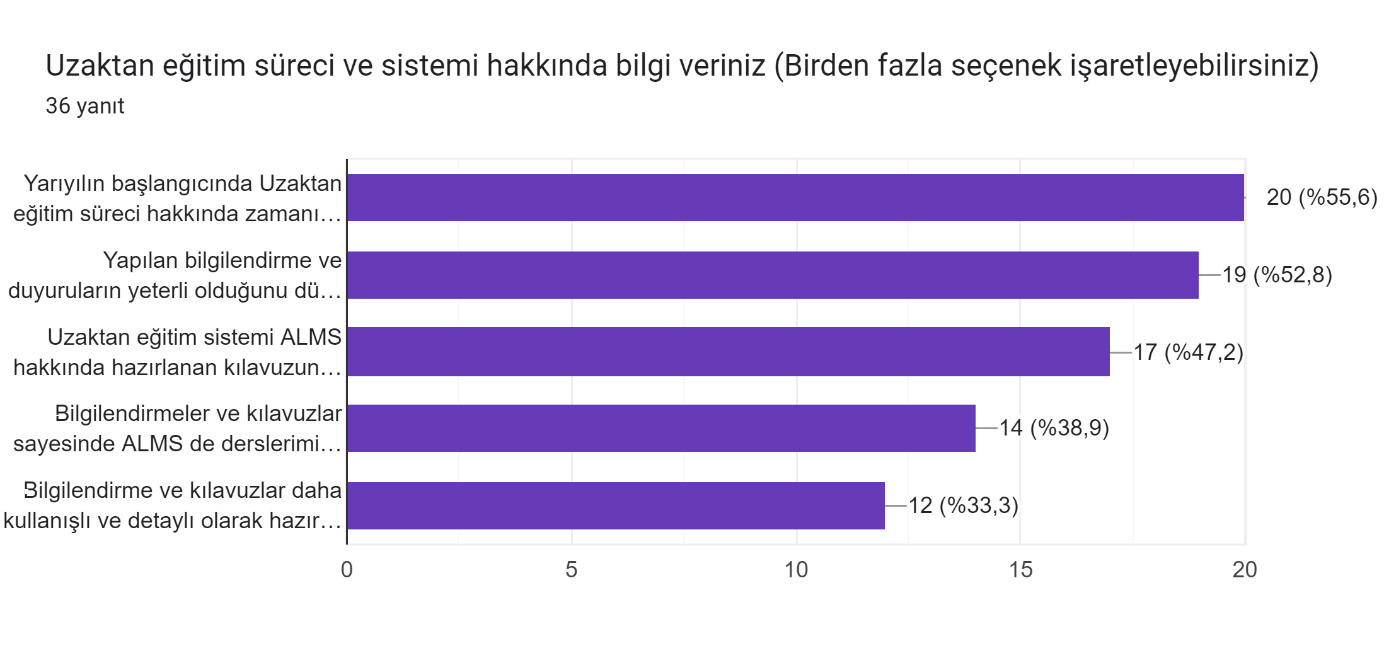 Uzaktan eğitim süreci ve sistemi hakkında bilgi veriniz (Birden fazla seçenek işaretleyebilirsiniz)
36 yanıt
Yarıyılın başlangıcında Uzaktan
eğitim süreci hakkında zamanı…
20 (%55,6)
Yapılan bilgilendirme ve
duyuruların yeterli olduğunu dü…
19 (%52,8)
Uzaktan eğitim sistemi ALMS
hakkında hazırlanan kılavuzun…
17 (%47,2)
Bilgilendirmeler ve kılavuzlar
sayesinde ALMS de derslerimi…
14 (%38,9)
Bilgilendirme ve kılavuzlar daha
kullanışlı ve detaylı olarak hazır…
12 (%33,3)
0 5 10 15 20